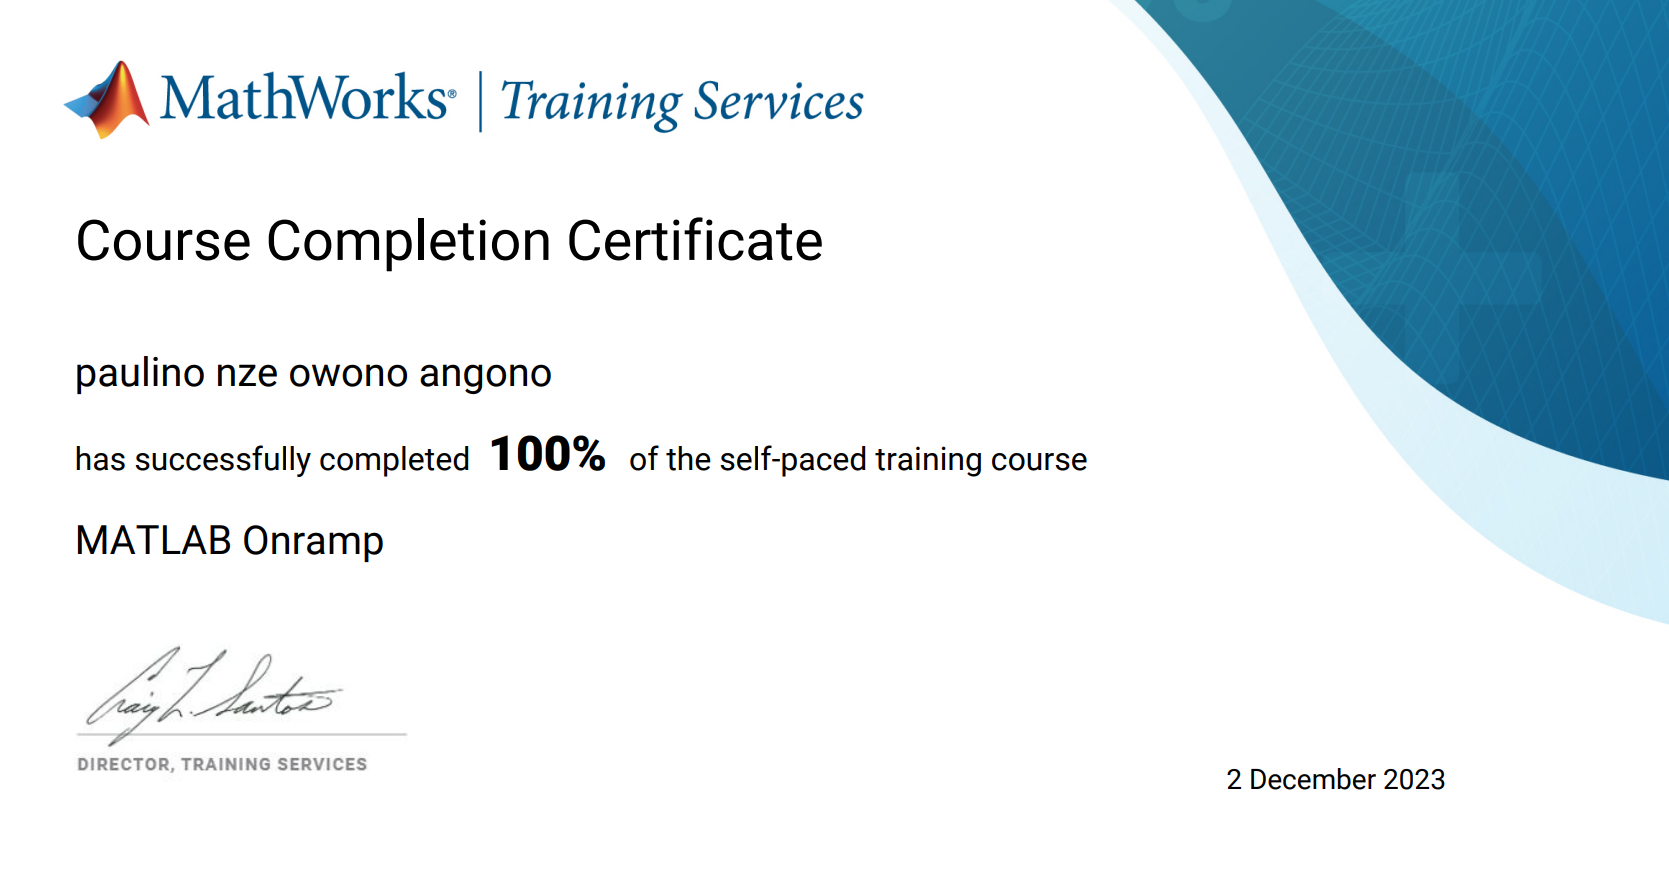 MathWorks® | Training Services
Course Completion Certificate
paulino nze owono angono
has successfully completed 100% of the self-paced training course
MATLAB Onramp
Craig L. Santos
DIRECTOR, TRAINING SERVICES
2 December 2023